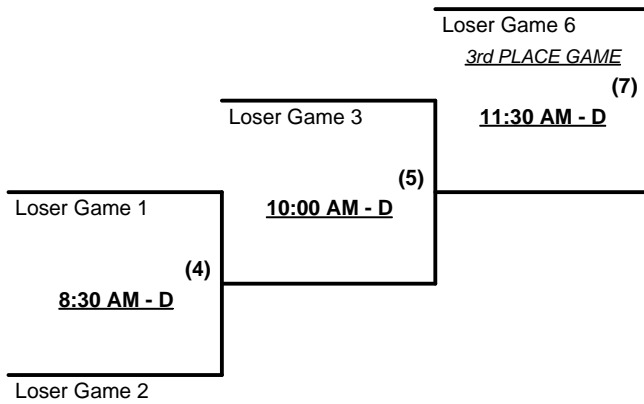 Loser Game 6
3rd PLACE GAME
(7)
11:30 AM - D
Loser Game 3
(5)
10:00 AM - D
Loser Game 1
(4)
8:30 AM - D
Loser Game 2